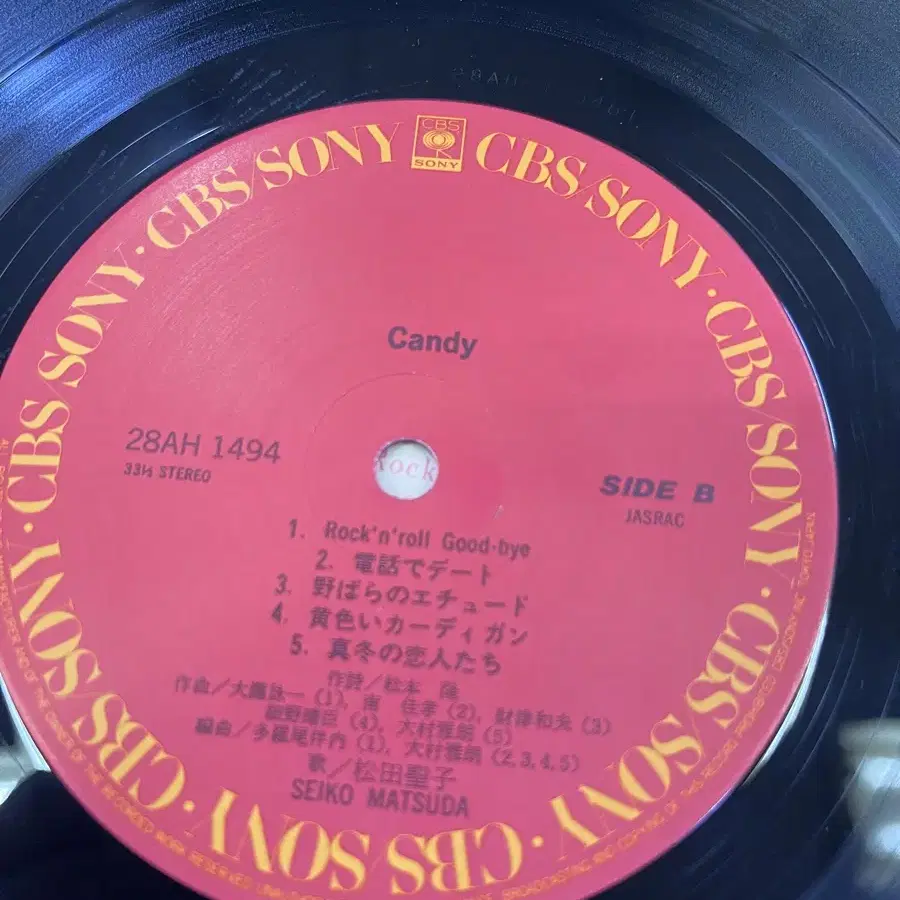 CBS/SONY · CBS/SONY · CBS/SONY · CBS/SONY · CBS/SONY · CBS/SONY · CBS/SONY · CBS/SONY
CBS
SONY
Candy
28AH 1494
33⅓ STEREO
Rock
SIDE B
JASRAC
1. Rock'n'roll Good-bye
2. 電話でデート
3. 野ばらのエチュード
4. 黄色いカーディガン
5. 真冬の恋人たち
作詩/松本 隆
作曲/大瀧詠一(1), 南 佳孝(2), 財津和夫(3)
細野晴臣(4), 大村雅朗(5)
編曲/多羅尾伴内(1), 大村雅朗(2,3,4,5)
歌/松田聖子
SEIKO MATSUDA